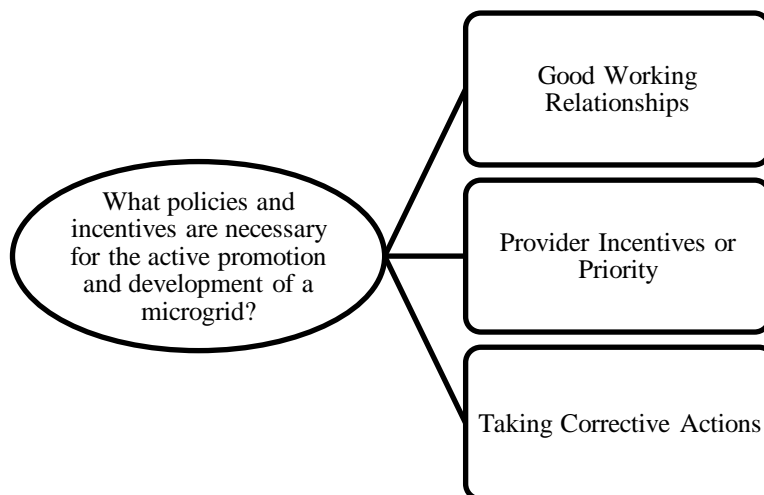 What policies and
incentives are necessary
for the active promotion
and development of a
microgrid?
Good Working
Relationships
Provider Incentives or
Priority
Taking Corrective Actions